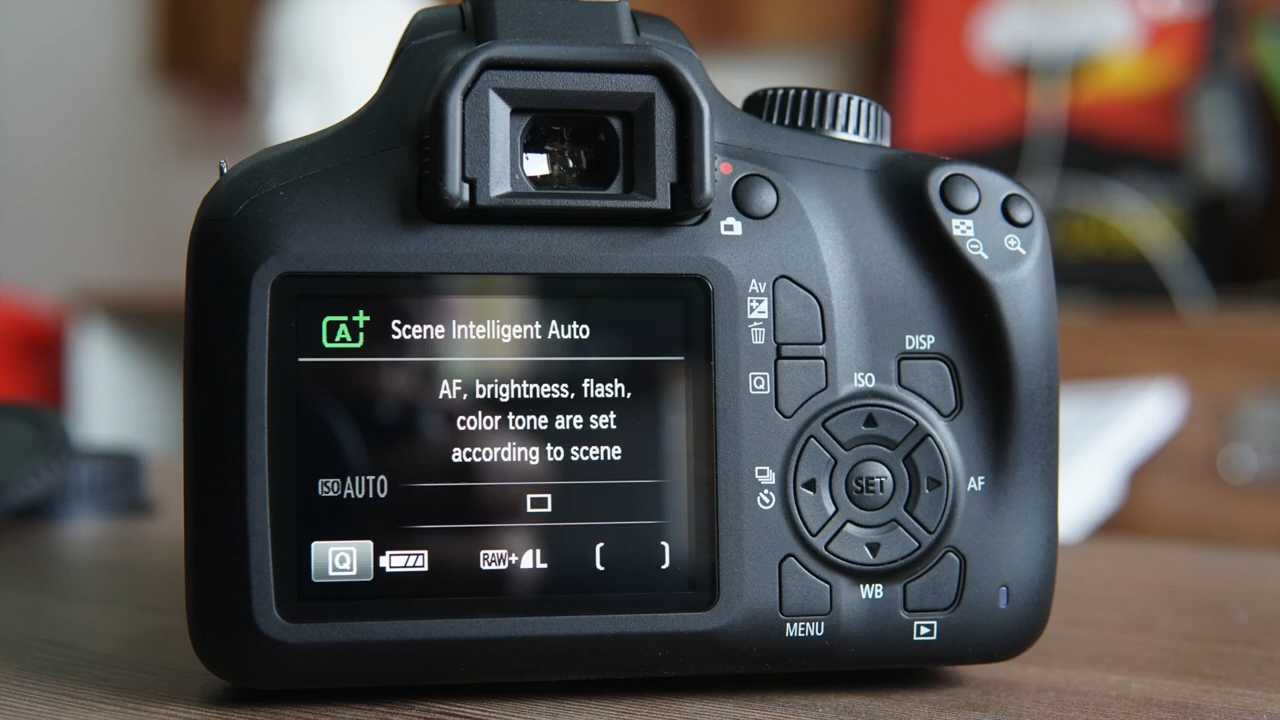 Scene Intelligent Auto
AF, brightness, flash,
color tone are set
according to scene
ISO AUTO
Q
RAW+L
[ ]
Av
Q
DISP
ISO
SET
AF
WB
MENU